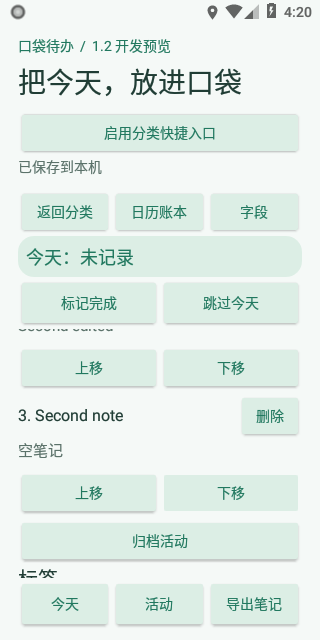 4:20
口袋待办 / 1.2 开发预览
把今天，放进口袋
启用分类快捷入口
已保存到本机
返回分类 日历账本 字段
今天：未记录
标记完成 跳过今天
上移 下移
3. Second note 删除
空笔记
上移 下移
归档活动
标签
今天 活动 导出笔记